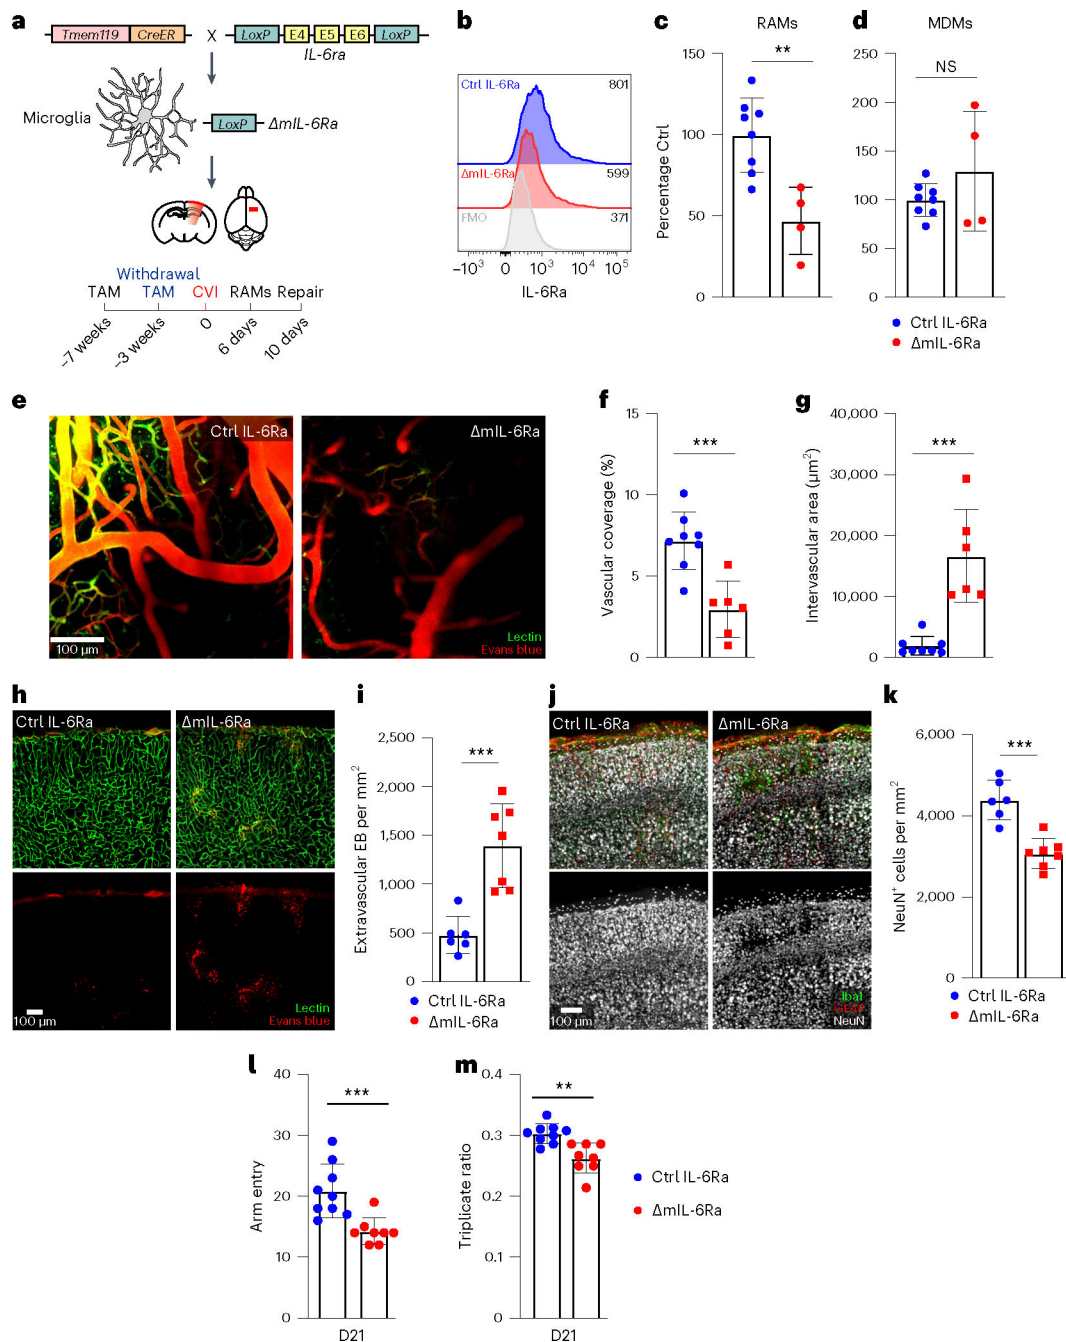 a
Tmem119 CreER X LoxP E4 E5 E6 LoxP
IL-6ra
Microglia
LoxP ΔmIL-6Ra
Withdrawal
TAM TAM CVI RAMs Repair
–7 weeks –3 weeks 0 6 days 10 days
b
Ctrl IL-6Ra 801
ΔmIL-6Ra 599
FMO 371
–10³ 0 10³ 10⁴ 10⁵
IL-6Ra
c
RAMs
**
Percentage Ctrl
150
100
50
0
d
MDMs
NS
300
250
200
150
100
50
0
Ctrl IL-6Ra
ΔmIL-6Ra
e
Ctrl IL-6Ra
ΔmIL-6Ra
100 µm
Lectin
Evans blue
f
***
Vascular coverage (%)
15
10
5
0
g
***
Intervascular area (µm²)
40,000
30,000
20,000
10,000
0
h
Ctrl IL-6Ra
ΔmIL-6Ra
100 µm
Lectin
Evans blue
i
***
Extravascular EB per mm²
2,500
2,000
1,500
1,000
500
0
Ctrl IL-6Ra
ΔmIL-6Ra
j
Ctrl IL-6Ra
ΔmIL-6Ra
100 µm
Iba1
GFAP
NeuN
k
***
NeuN⁺ cells per mm²
6,000
4,000
2,000
0
Ctrl IL-6Ra
ΔmIL-6Ra
l
***
Arm entry
40
30
20
10
0
D21
m
**
Triplicate ratio
0.4
0.3
0.2
0.1
0
D21
Ctrl IL-6Ra
ΔmIL-6Ra